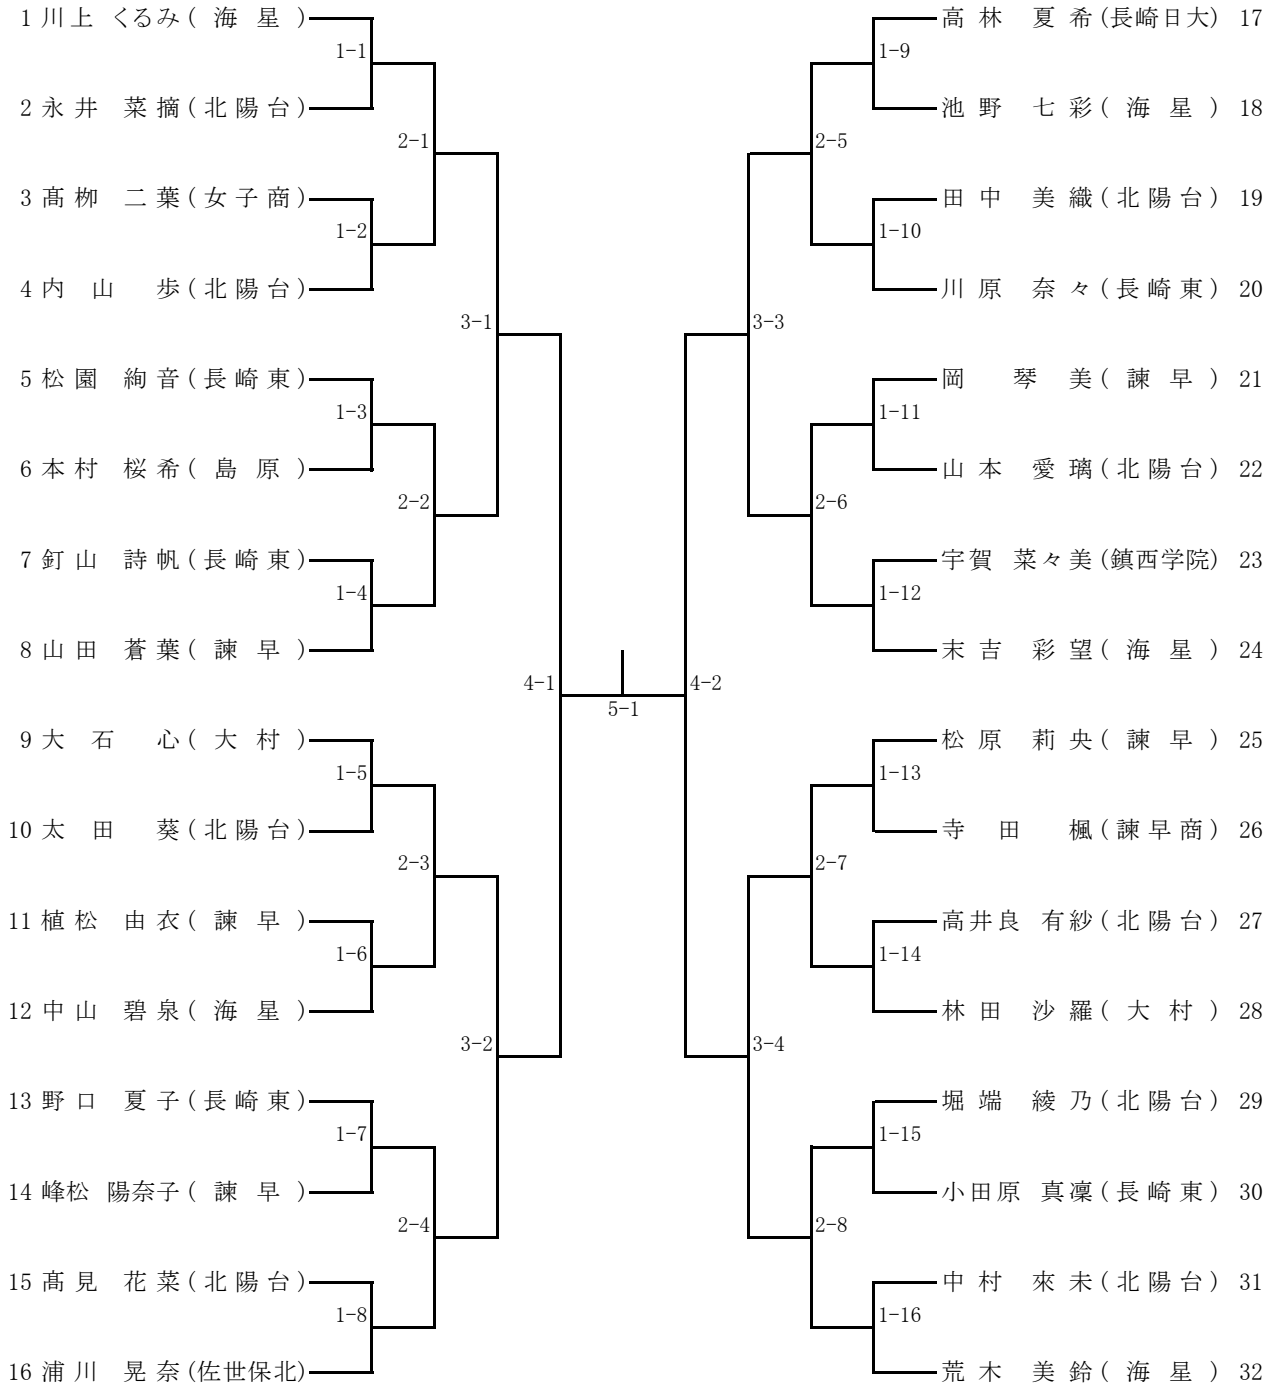 1 川上 くるみ ( 海 星 )
1-1
2 永井 菜摘 ( 北陽台 )
2-1
3 髙栁 二葉 ( 女子商 )
1-2
4 内山 歩 ( 北陽台 )
3-1
5 松園 絢音 ( 長崎東 )
1-3
6 本村 桜希 ( 島 原 )
2-2
7 釘山 詩帆 ( 長崎東 )
1-4
8 山田 蒼葉 ( 諫 早 )
4-1
9 大石 心 ( 大 村 )
1-5
10 太田 葵 ( 北陽台 )
2-3
11 植松 由衣 ( 諫 早 )
1-6
12 中山 碧泉 ( 海 星 )
3-2
13 野口 夏子 ( 長崎東 )
1-7
14 峰松 陽奈子 ( 諫 早 )
2-4
15 髙見 花菜 ( 北陽台 )
1-8
16 浦川 晃奈 (佐世保北)
5-1
高林 夏希 (長崎日大) 17
1-9
池野 七彩 ( 海 星 ) 18
2-5
田中 美織 ( 北陽台 ) 19
1-10
川原 奈々 ( 長崎東 ) 20
3-3
岡 琴美 ( 諫 早 ) 21
1-11
山本 愛璃 ( 北陽台 ) 22
2-6
宇賀 菜々美 (鎮西学院) 23
1-12
末吉 彩望 ( 海 星 ) 24
4-2
松原 莉央 ( 諫 早 ) 25
1-13
寺田 楓 ( 諫早商 ) 26
2-7
高井良 有紗 ( 北陽台 ) 27
1-14
林田 沙羅 ( 大 村 ) 28
3-4
堀端 綾乃 ( 北陽台 ) 29
1-15
小田原 真凜 ( 長崎東 ) 30
2-8
中村 來未 ( 北陽台 ) 31
1-16
荒木 美鈴 ( 海 星 ) 32